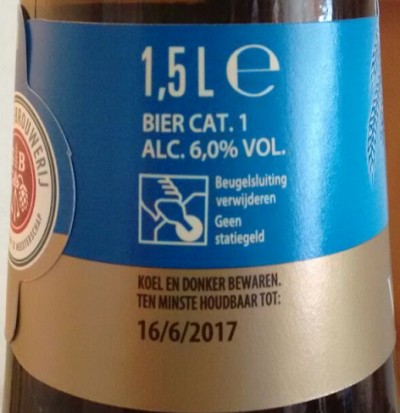 1,5 L ℮
BIER CAT. 1
ALC. 6,0% VOL.
Beugelsluiting
verwijderen
Geen
statiegeld
KOEL EN DONKER BEWAREN.
TEN MINSTE HOUDBAAR TOT:
16/6/2017
ROUWERIJ
B